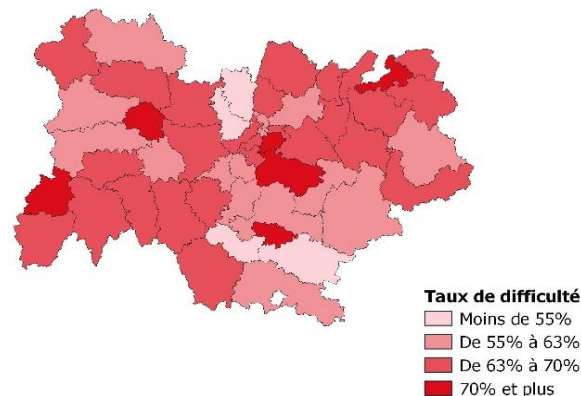 Taux de difficulté
Moins de 55%
De 55% à 63%
De 63% à 70%
70% et plus